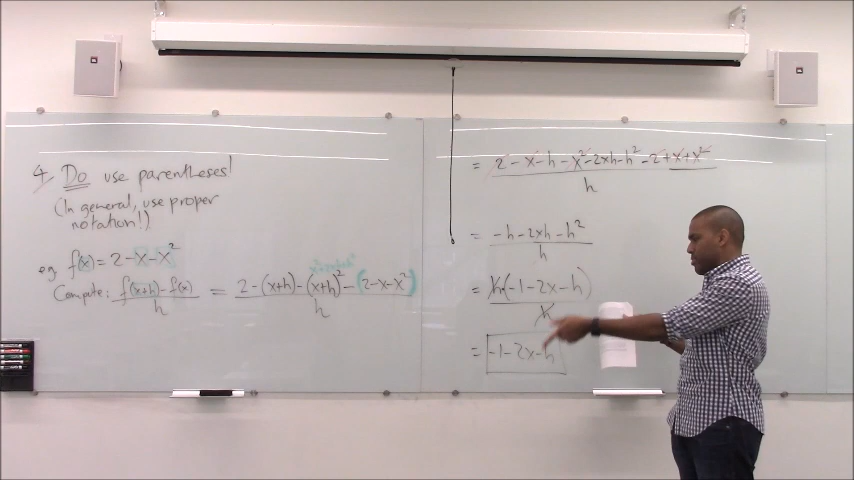 4. Do use parentheses!
(In general, use proper
notation!)
eg f(x) = 2-x-x²
Compute: f(x+h)-f(x) / h = 2-(x+h)-(x+h)²-(2-x-x²) / h
= 2-x-h-x²-2xh-h²-2+x+x² / h
= -h-2xh-h² / h
= h(-1-2x-h) / h
= -1-2x-h